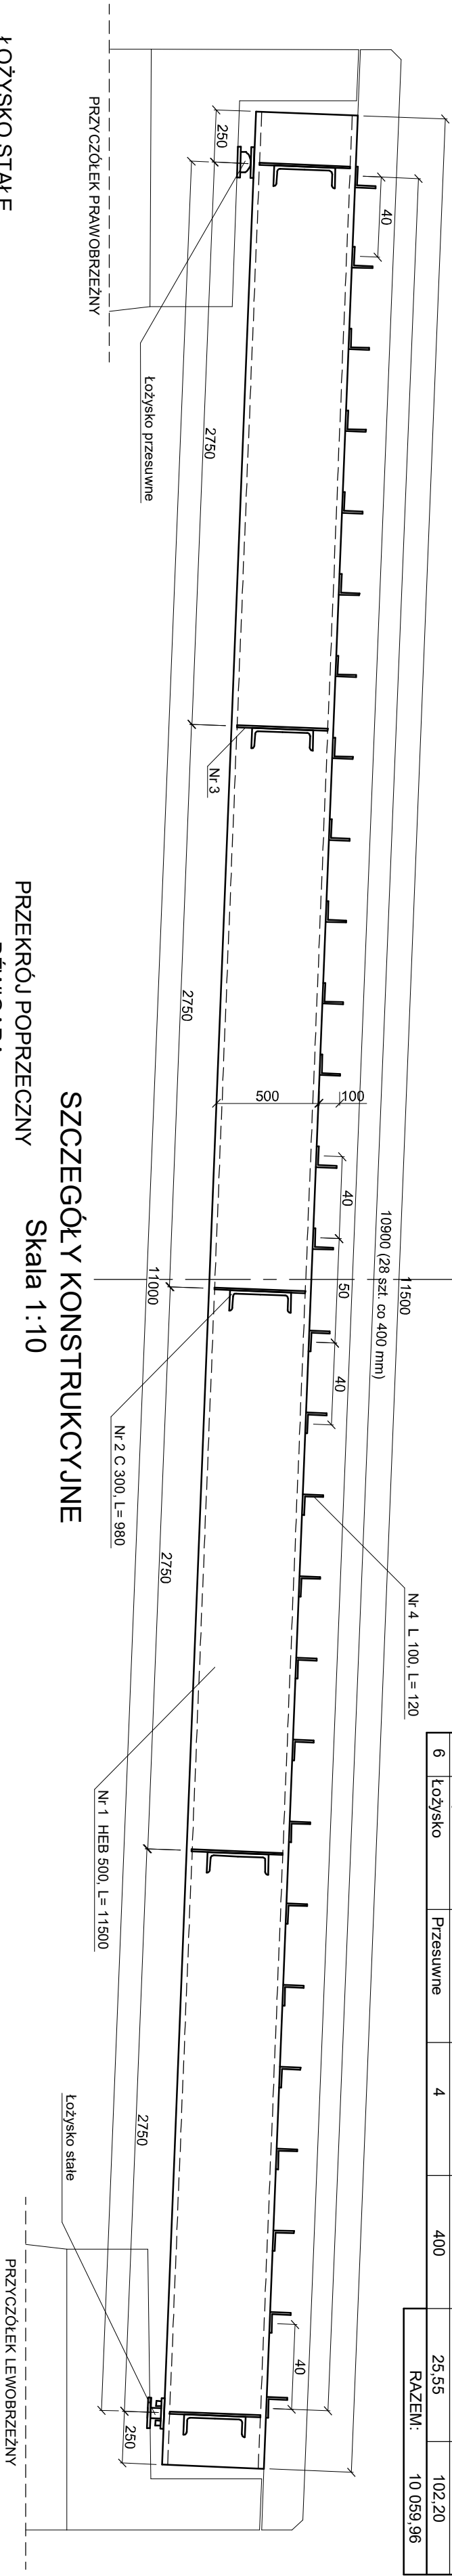 6 Łożysko Przesuwne 4 400 25,55 102,20
RAZEM: 10 059,96
Nr 4 L 100, L= 120
11500
10900 (28 szt. co 400 mm)
40
40
50
40
40
100
500
250
2750
2750
2750
2750
250
11000
Nr 3
Łożysko przesuwne
Nr 2 C 300, L= 980
Nr 1 HEB 500, L= 11500
Łożysko stałe
PRZYCZÓŁEK PRAWOBRZEŻNY
PRZYCZÓŁEK LEWOBRZEŻNY
SZCZEGÓŁY KONSTRUKCYJNE
Skala 1:10
PRZEKRÓJ POPRZECZNY
ŁOŻYSKO STAŁE